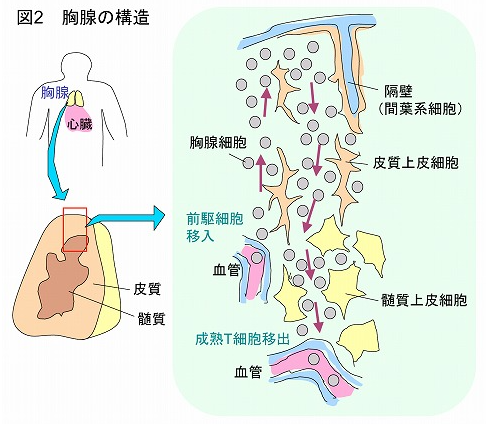 図2　胸腺の構造
胸腺
心臓
皮質
髄質
隔壁
(間葉系細胞)
胸腺細胞
皮質上皮細胞
前駆細胞
移入
血管
髄質上皮細胞
成熟T細胞移出
血管